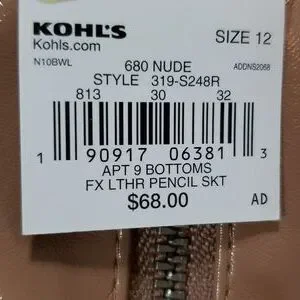 KOHL'S
Kohls.com
SIZE 12
N10BWL
680 NUDE
ADDNS2068
STYLE 319-S248R
813 30 32
1 90917 06381 3
APT 9 BOTTOMS
FX LTHR PENCIL SKT
$68.00
AD